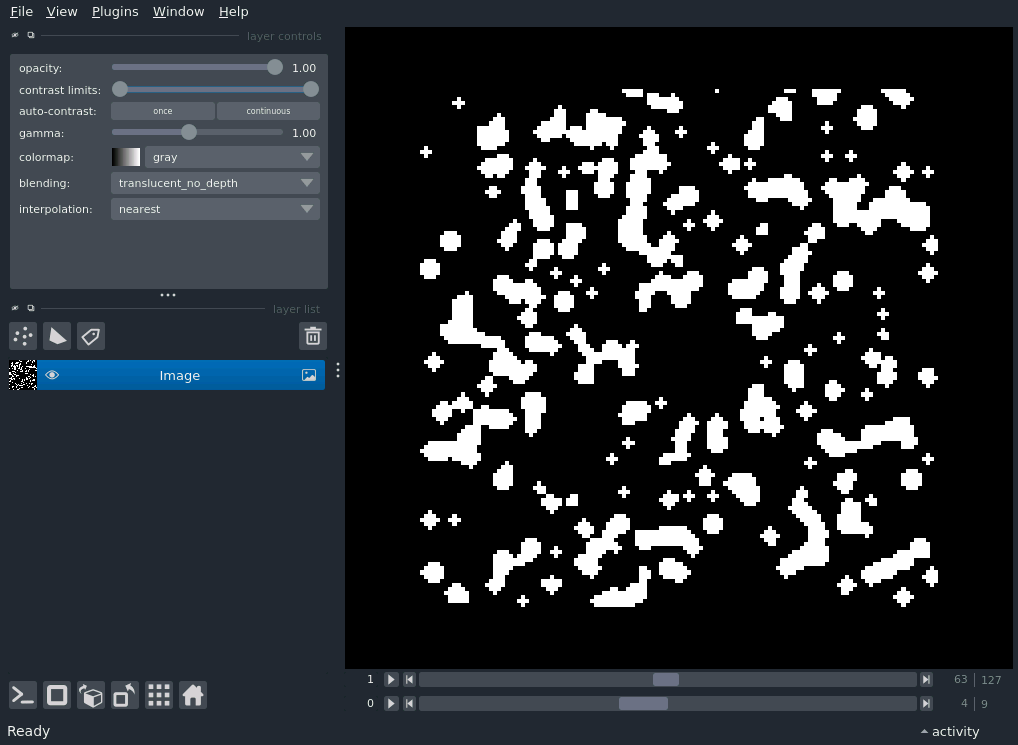 File View Plugins Window Help
layer controls
opacity: 1.00
contrast limits:
auto-contrast: once continuous
gamma: 1.00
colormap: gray
blending: translucent_no_depth
interpolation: nearest
layer list
Image
1 63 127
0 4 9
Ready activity